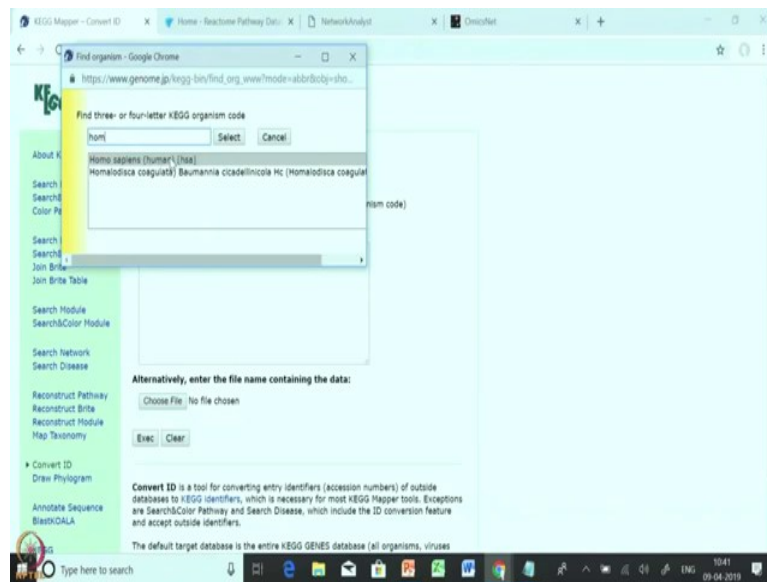 KEGG Mapper – Convert ID
Home - Reactome Pathway Data
NetworkAnalyst
OmicsNet
Find organism - Google Chrome
https://www.genome.jp/kegg-bin/find_org_www?mode=abbr&obj=sho...
Find three- or four-letter KEGG organism code
hom
Select
Cancel
Homo sapiens (human) [hsa]
Homalodisca coagulata) Baumannia cicadellinicola Hc (Homalodisca coagulat
nism code)
About K
Search
Search&
Color Pa
Search
Search&
Join Brite
Join Brite Table
Search Module
Search&Color Module
Search Network
Search Disease
Reconstruct Pathway
Reconstruct Brite
Reconstruct Module
Map Taxonomy
Convert ID
Draw Phylogram
Annotate Sequence
BlastKOALA
Alternatively, enter the file name containing the data:
Choose File No file chosen
Exec Clear
Convert ID is a tool for converting entry identifiers (accession numbers) of outside
databases to KEGG identifiers, which is necessary for most KEGG Mapper tools. Exceptions
are Search&Color Pathway and Search Disease, which include the ID conversion feature
and accept outside identifiers.
The default target database is the entire KEGG GENES database (all organisms, viruses
NPTEL
Type here to search
ENG
10:41
09-04-2019